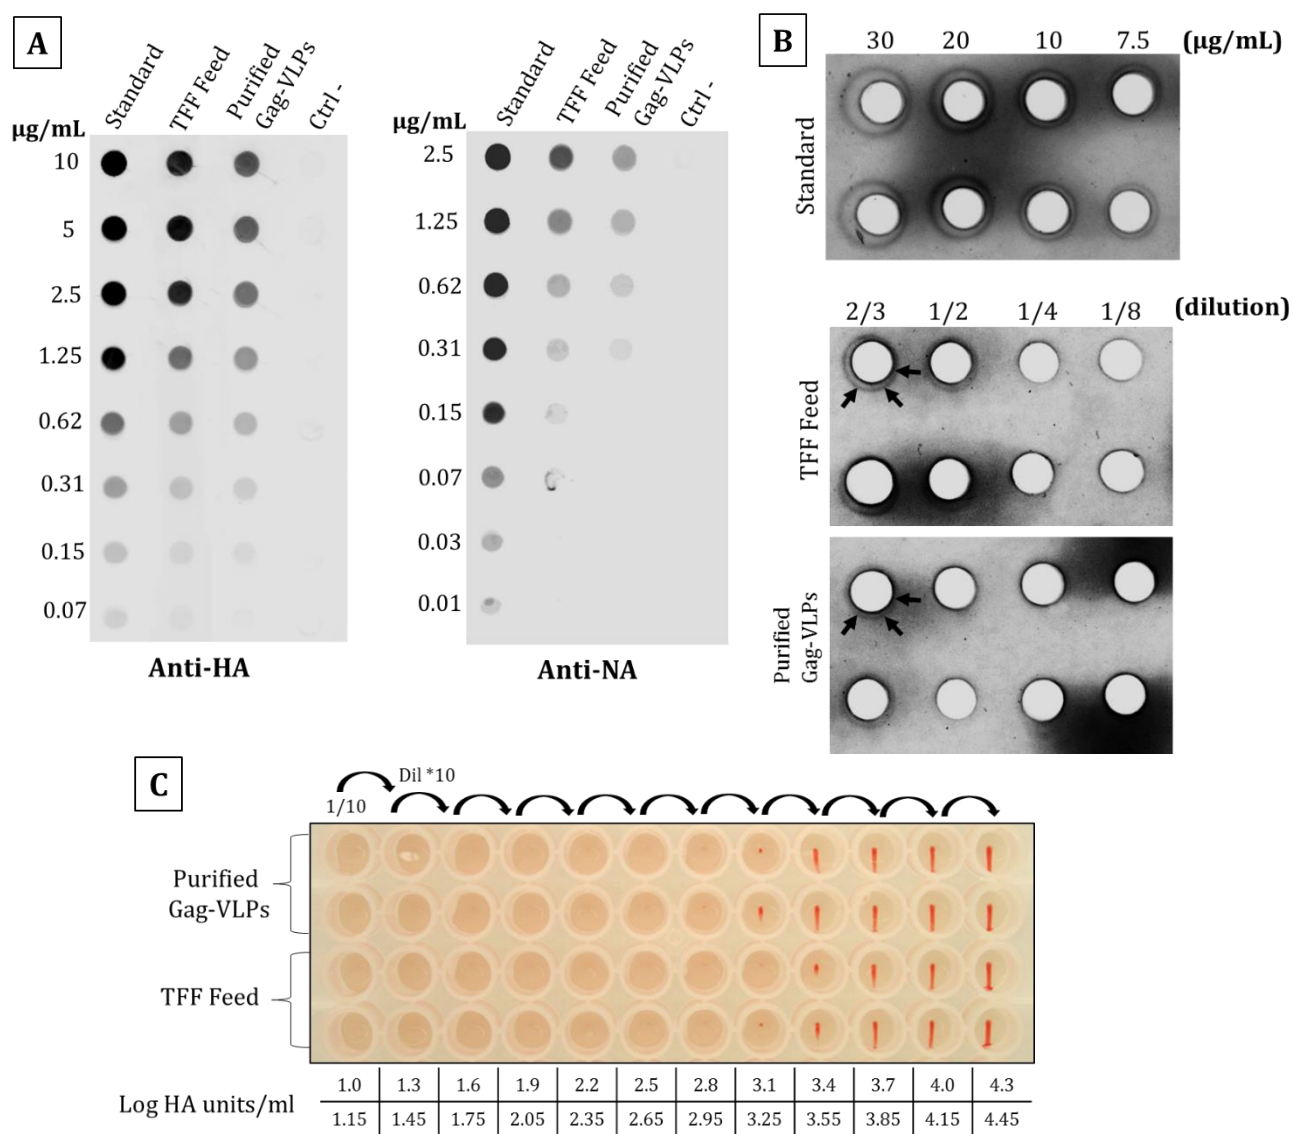 A
Standard
TFF Feed
Purified
Gag-VLPs
Ctrl -
µg/mL
10
5
2.5
1.25
0.62
0.31
0.15
0.07
Anti-HA
Standard
TFF Feed
Purified
Gag-VLPs
Ctrl -
µg/mL
2.5
1.25
0.62
0.31
0.15
0.07
0.03
0.01
Anti-NA
B
30 20 10 7.5 (µg/mL)
Standard
2/3 1/2 1/4 1/8 (dilution)
TFF Feed
Purified
Gag-VLPs
C
1/10 Dil *10
Purified
Gag-VLPs
TFF Feed
Log HA units/ml
1.0 1.3 1.6 1.9 2.2 2.5 2.8 3.1 3.4 3.7 4.0 4.3
1.15 1.45 1.75 2.05 2.35 2.65 2.95 3.25 3.55 3.85 4.15 4.45